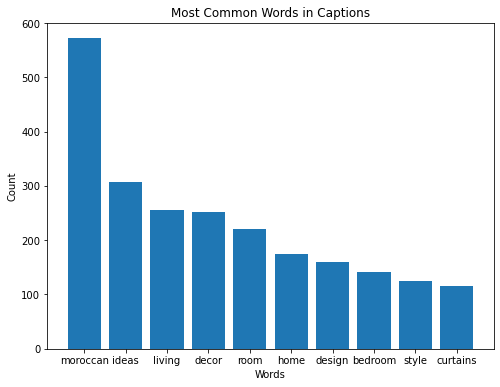 Most Common Words in Captions
600
500
400
300
200
100
0
Count
moroccan ideas living decor room home design bedroom style curtains
Words